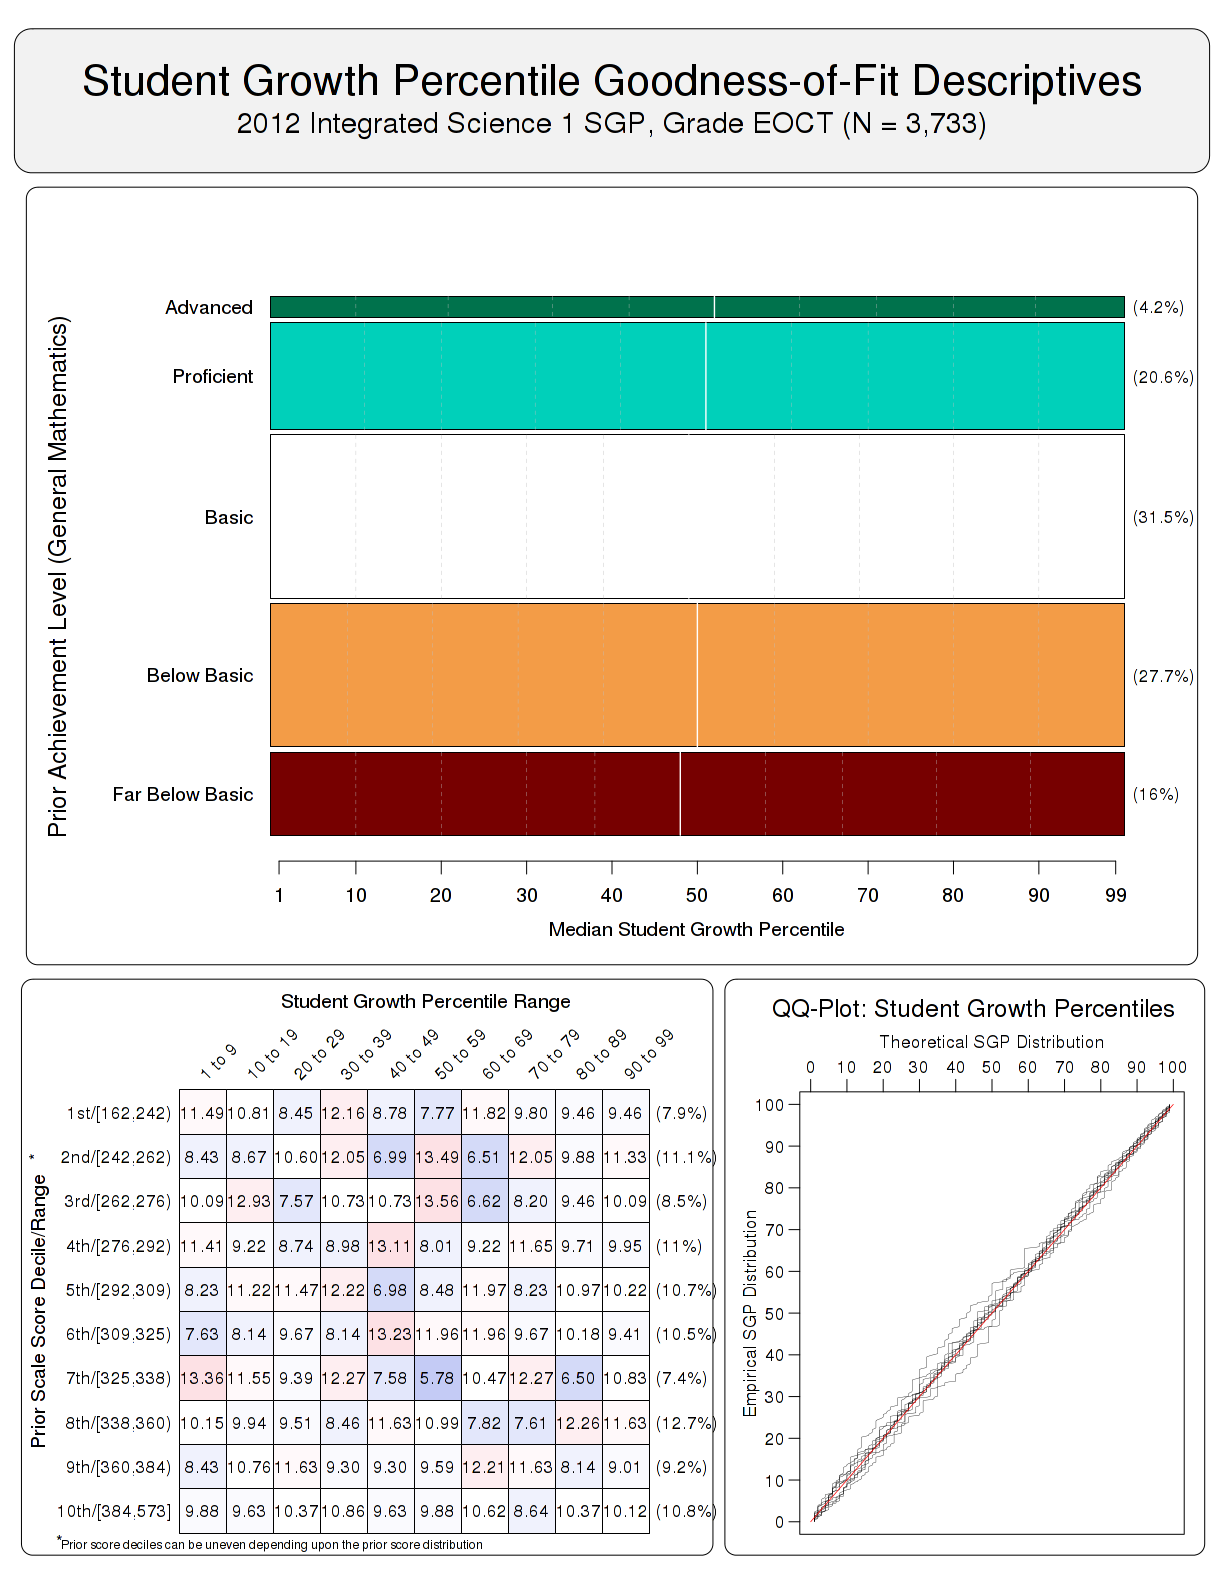 Student Growth Percentile Goodness-of-Fit Descriptives
2012 Integrated Science 1 SGP, Grade EOCT (N = 3,733)
Prior Achievement Level (General Mathematics)
Advanced (4.2%)
Proficient (20.6%)
Basic (31.5%)
Below Basic (27.7%)
Far Below Basic (16%)
1 10 20 30 40 50 60 70 80 90 99
Median Student Growth Percentile
Student Growth Percentile Range
1 to 9 10 to 19 20 to 29 30 to 39 40 to 49 50 to 59 60 to 69 70 to 79 80 to 89 90 to 99
Prior Scale Score Decile/Range *
1st/[162,242) 11.49 10.81 8.45 12.16 8.78 7.77 11.82 9.80 9.46 9.46 (7.9%)
2nd/[242,262) 8.43 8.67 10.60 12.05 6.99 13.49 6.51 12.05 9.88 11.33 (11.1%)
3rd/[262,276) 10.09 12.93 7.57 10.73 10.73 13.56 6.62 8.20 9.46 10.09 (8.5%)
4th/[276,292) 11.41 9.22 8.74 8.98 13.11 8.01 9.22 11.65 9.71 9.95 (11%)
5th/[292,309) 8.23 11.22 11.47 12.22 6.98 8.48 11.97 8.23 10.97 10.22 (10.7%)
6th/[309,325) 7.63 8.14 9.67 8.14 13.23 11.96 11.96 9.67 10.18 9.41 (10.5%)
7th/[325,338) 13.36 11.55 9.39 12.27 7.58 5.78 10.47 12.27 6.50 10.83 (7.4%)
8th/[338,360) 10.15 9.94 9.51 8.46 11.63 10.99 7.82 7.61 12.26 11.63 (12.7%)
9th/[360,384) 8.43 10.76 11.63 9.30 9.30 9.59 12.21 11.63 8.14 9.01 (9.2%)
10th/[384,573] 9.88 9.63 10.37 10.86 9.63 9.88 10.62 8.64 10.37 10.12 (10.8%)
*Prior score deciles can be uneven depending upon the prior score distribution
QQ-Plot: Student Growth Percentiles
Theoretical SGP Distribution
0 10 20 30 40 50 60 70 80 90 100
Empirical SGP Distribution
100
90
80
70
60
50
40
30
20
10
0